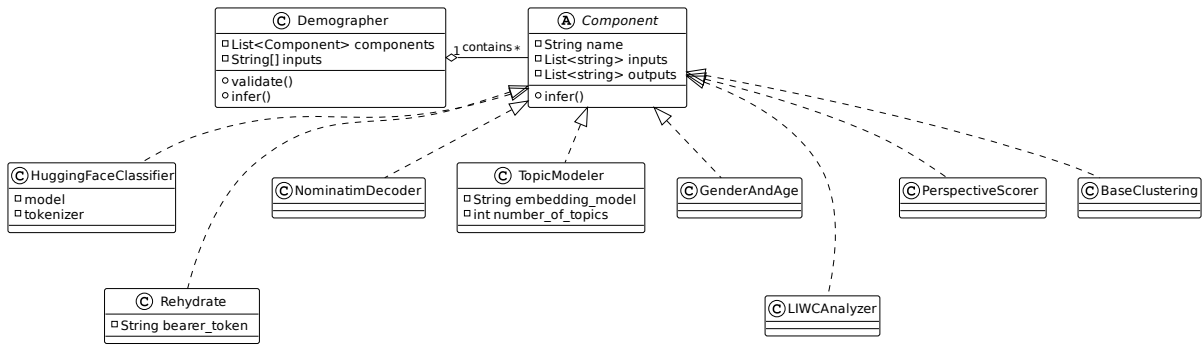 C Demographer
List<Component> components
String[] inputs
validate()
infer()
1 contains *
A Component
String name
List<string> inputs
List<string> outputs
infer()
C HuggingFaceClassifier
model
tokenizer
C NominatimDecoder
C TopicModeler
String embedding_model
int number_of_topics
C GenderAndAge
C PerspectiveScorer
C BaseClustering
C Rehydrate
String bearer_token
C LIWCAnalyzer